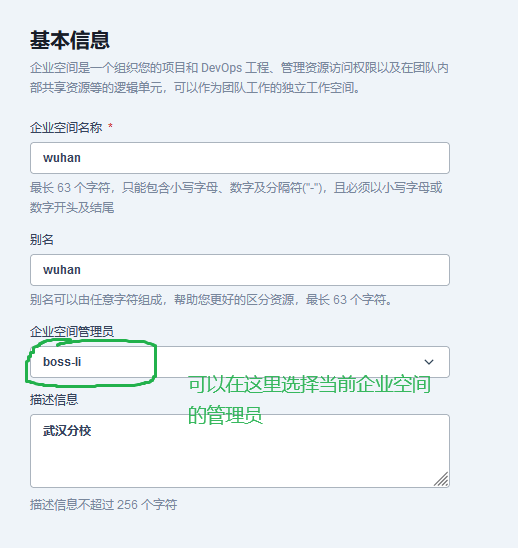 基本信息
企业空间是一个组织您的项目和 DevOps 工程、管理资源访问权限以及在团队内
部共享资源等的逻辑单元，可以作为团队工作的独立工作空间。
企业空间名称 *
wuhan
最长 63 个字符，只能包含小写字母、数字及分隔符("-")，且必须以小写字母或
数字开头及结尾
别名
wuhan
别名可以由任意字符组成，帮助您更好的区分资源，最长 63 个字符。
企业空间管理员
boss-li
可以在这里选择当前企业空间
的管理员
描述信息
武汉分校
描述信息不超过 256 个字符